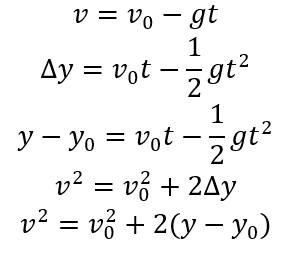 v = v₀ − gt
Δy = v₀t − ½gt²
y − y₀ = v₀t − ½gt²
v² = v₀² + 2Δy
v² = v₀² + 2(y − y₀)